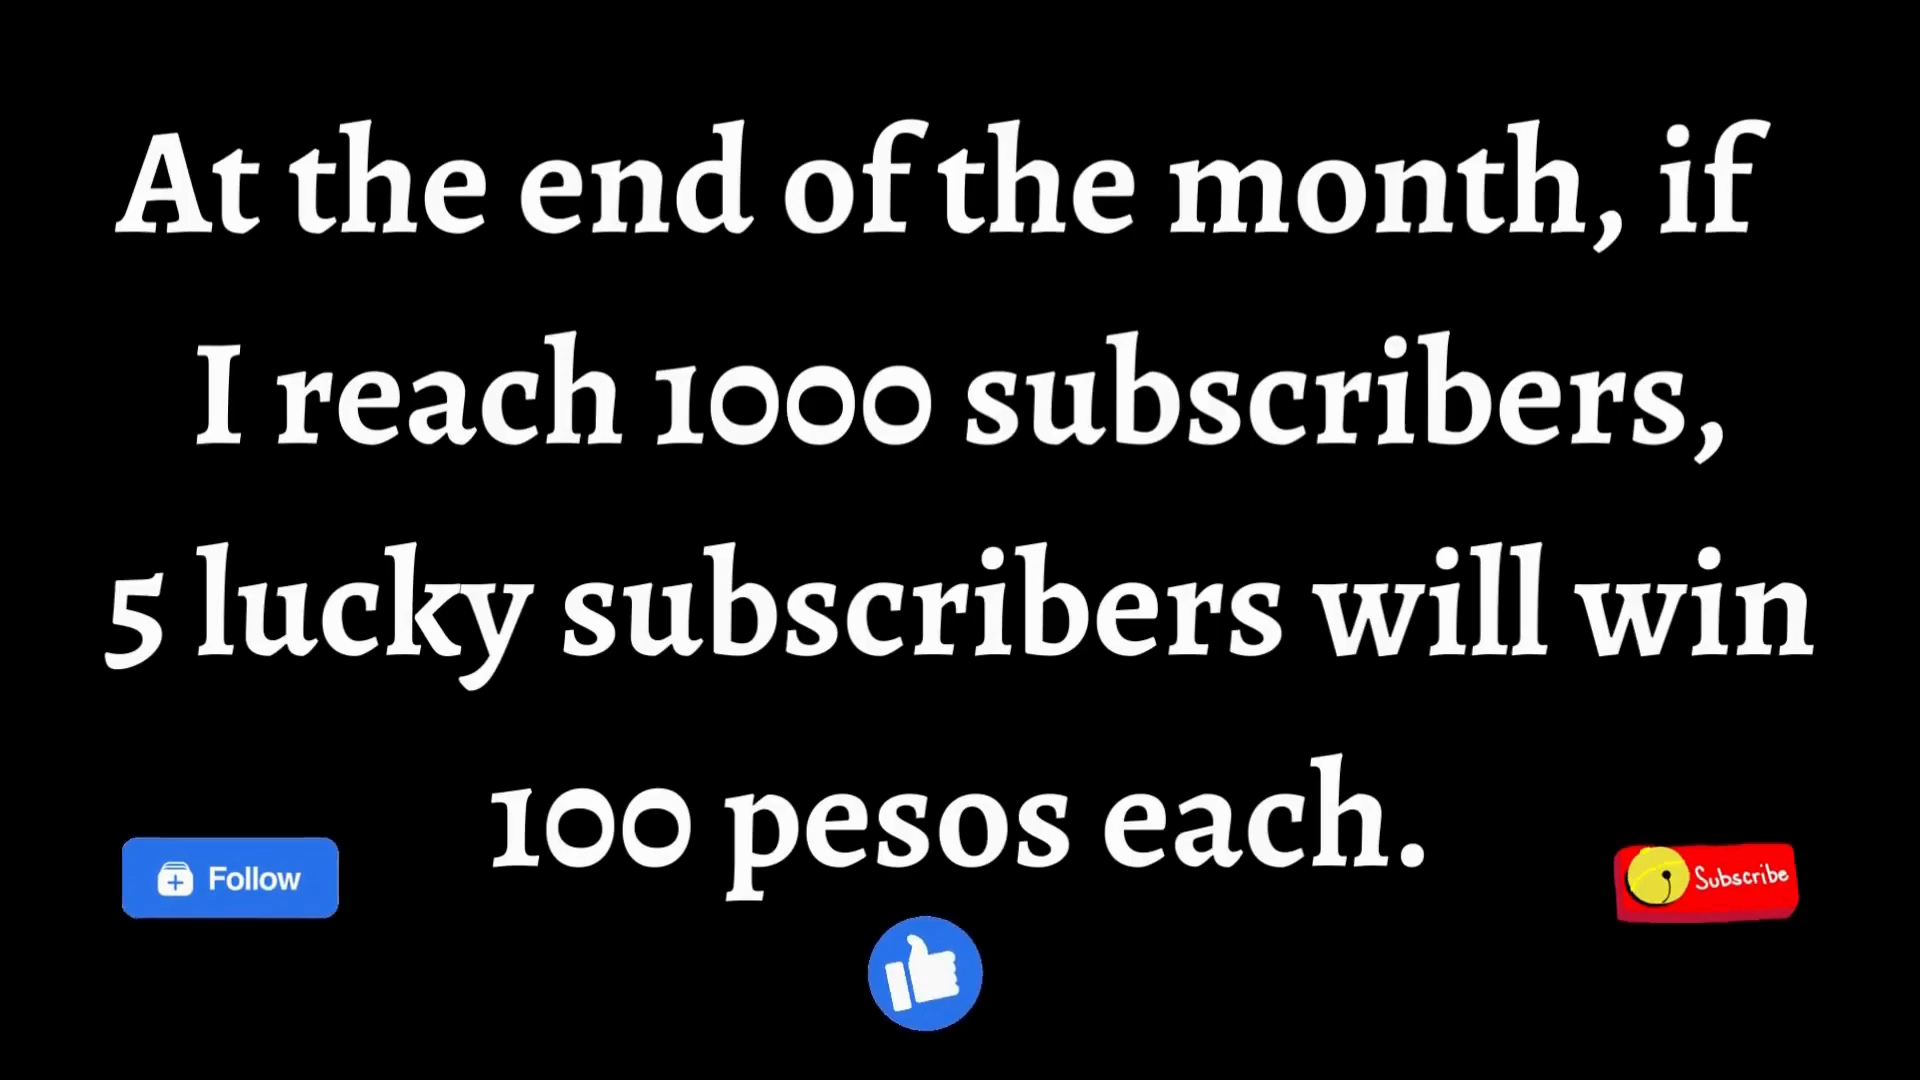 At the end of the month, if
I reach 1000 subscribers,
5 lucky subscribers will win
100 pesos each.
Follow
Subscribe